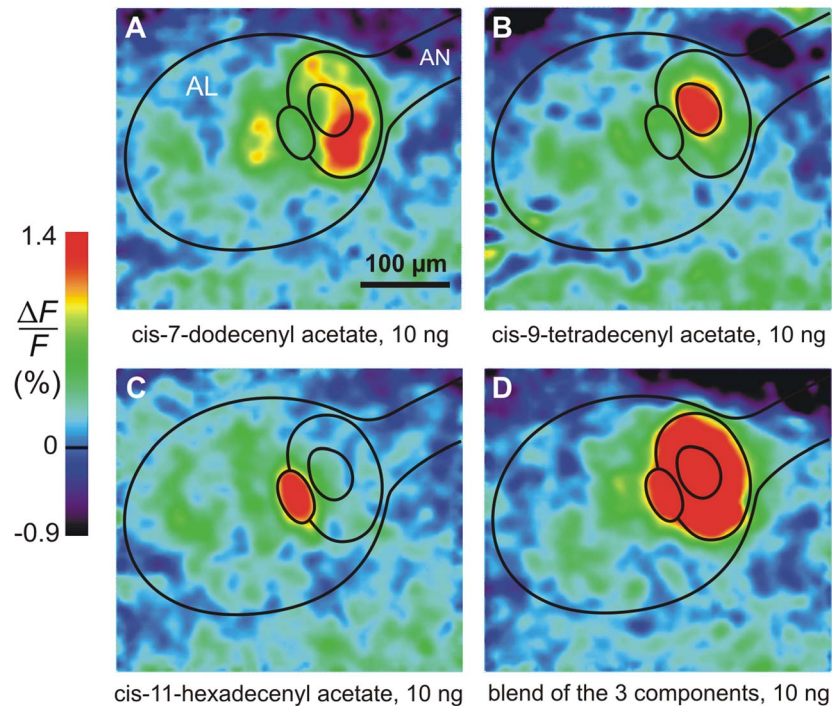 A
AL
AN
100 µm
cis-7-dodecenyl acetate, 10 ng
B
cis-9-tetradecenyl acetate, 10 ng
1.4
ΔF
F
(%)
0
-0.9
C
cis-11-hexadecenyl acetate, 10 ng
D
blend of the 3 components, 10 ng